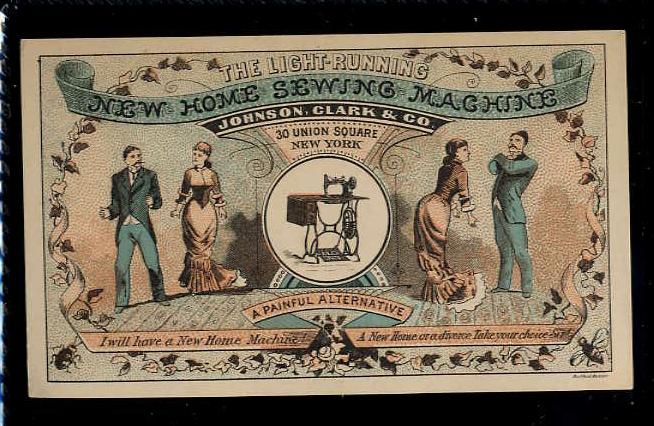 THE LIGHT-RUNNING
NEW HOME SEWING MACHINE
JOHNSON, CLARK & CO.
30 UNION SQUARE
NEW YORK
A PAINFUL ALTERNATIVE
I will have a New Home Machine!
A New Home or a divorce Take your choice Sir!